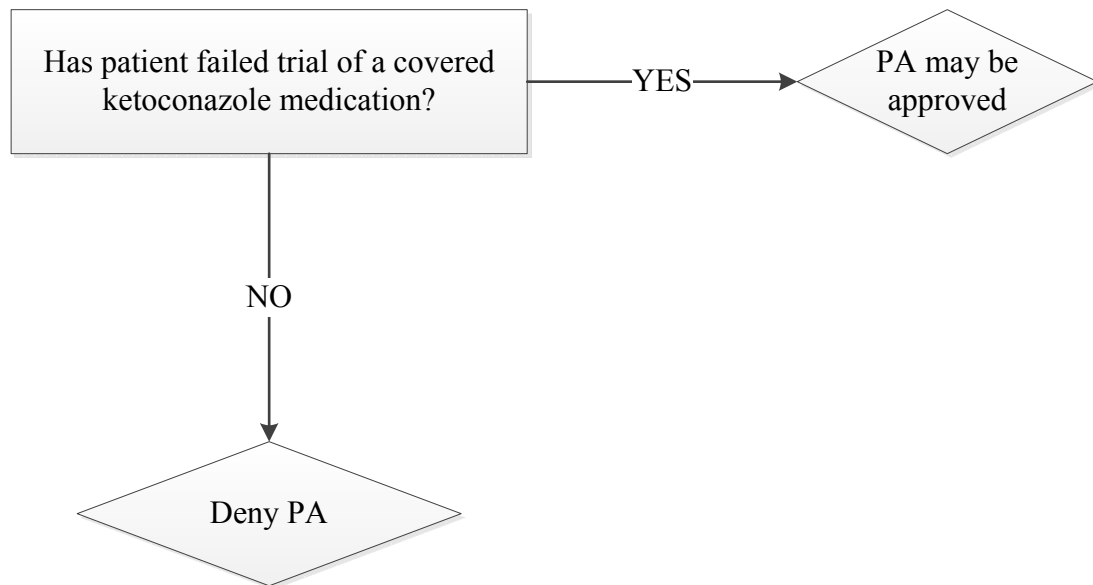 Has patient failed trial of a covered
ketoconazole medication?
YES
PA may be
approved
NO
Deny PA